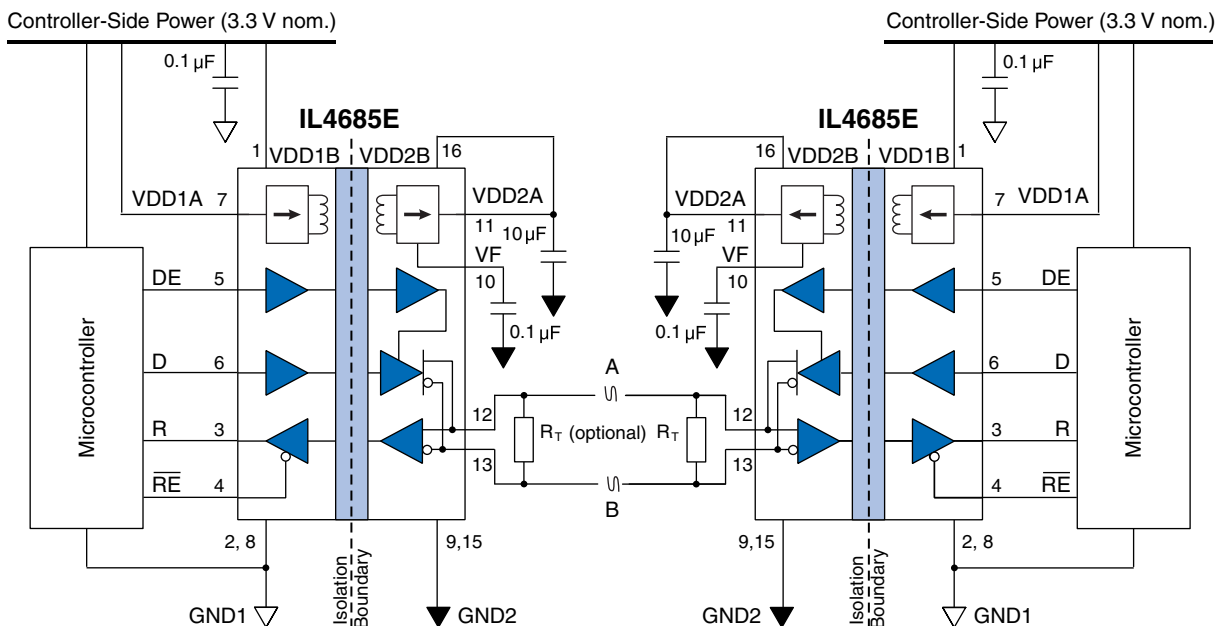 Controller-Side Power (3.3 V nom.)
Controller-Side Power (3.3 V nom.)
0.1 µF
0.1 µF
IL4685E
IL4685E
1
VDD1B
VDD2B
16
16
VDD2B
VDD1B
1
VDD1A
7
VDD2A
11
10 µF
VF
10
0.1 µF
VDD2A
11
10 µF
VF
10
0.1 µF
7
VDD1A
Microcontroller
DE
5
D
6
R
3
RE
4
12
13
A
RT (optional)
RT
B
12
13
5
DE
6
D
3
R
4
RE
Microcontroller
2, 8
9,15
9,15
2, 8
Isolation
Boundary
Isolation
Boundary
GND1
GND2
GND2
GND1